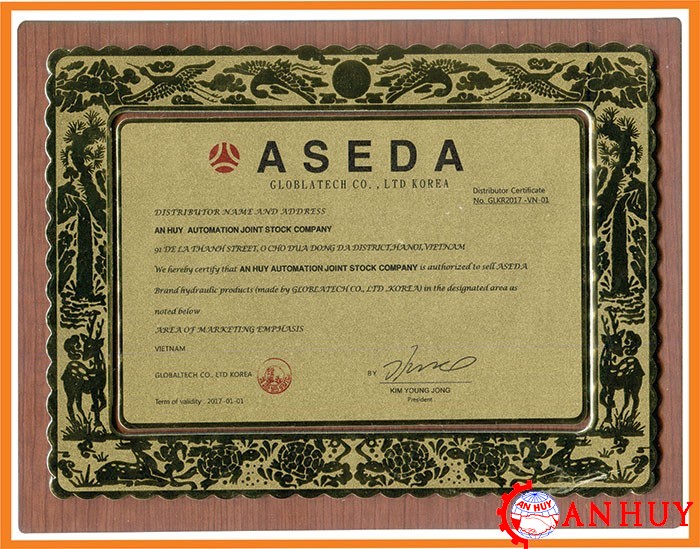 ASEDA
GLOBLATECH CO., LTD KOREA
Distributor Certificate
No. GLKR2017 -VN-01
DISTRIBUTOR NAME AND ADDRESS
AN HUY AUTOMATION JOINT STOCK COMPANY
91 DE LA THANH STREET, O CHO DUA DONG DA DISTRICT, HANOI, VIETNAM
We hereby certify that AN HUY AUTOMATION JOINT STOCK COMPANY is authorized to sell ASEDA
Brand hydraulic products (made by GLOBLATECH CO., LTD .KOREA) in the designated area as
noted below
AREA OF MARKETING EMPHASIS
VIETNAM
GLOBALTECH CO., LTD KOREA
BY
KIM YOUNG JONG
President
Term of validity 2017-01-01
AN HUY
ANHUY